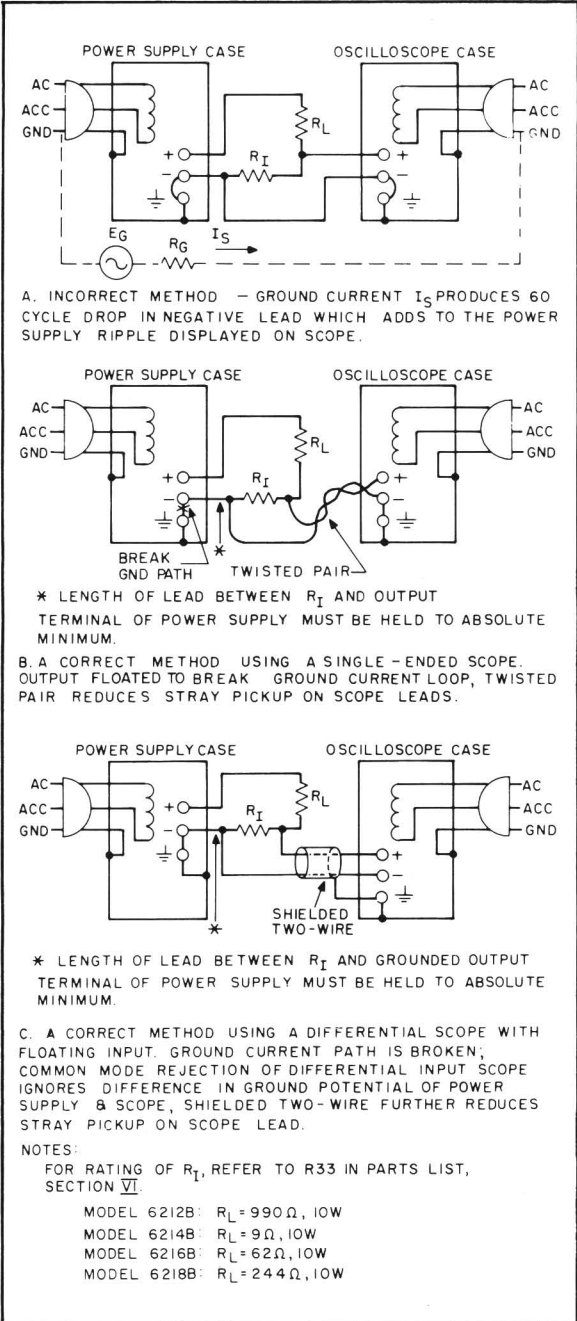 POWER SUPPLY CASE
OSCILLOSCOPE CASE
AC
ACC
GND
+
-
RL
RI
+
-
AC
ACC
GND
EG
RG
IS
A. INCORRECT METHOD - GROUND CURRENT IS PRODUCES 60
CYCLE DROP IN NEGATIVE LEAD WHICH ADDS TO THE POWER
SUPPLY RIPPLE DISPLAYED ON SCOPE.
POWER SUPPLY CASE
OSCILLOSCOPE CASE
AC
ACC
GND
+
-
RL
RI
+
-
AC
ACC
GND
*
*
BREAK
GND PATH
TWISTED PAIR
* LENGTH OF LEAD BETWEEN RI AND OUTPUT
TERMINAL OF POWER SUPPLY MUST BE HELD TO ABSOLUTE
MINIMUM.
B. A CORRECT METHOD USING A SINGLE-ENDED SCOPE.
OUTPUT FLOATED TO BREAK GROUND CURRENT LOOP, TWISTED
PAIR REDUCES STRAY PICKUP ON SCOPE LEADS.
POWER SUPPLY CASE
OSCILLOSCOPE CASE
AC
ACC
GND
+
-
RL
RI
+
-
AC
ACC
GND
*
SHIELDED
TWO-WIRE
* LENGTH OF LEAD BETWEEN RI AND GROUNDED OUTPUT
TERMINAL OF POWER SUPPLY MUST BE HELD TO ABSOLUTE
MINIMUM.
C. A CORRECT METHOD USING A DIFFERENTIAL SCOPE WITH
FLOATING INPUT. GROUND CURRENT PATH IS BROKEN;
COMMON MODE REJECTION OF DIFFERENTIAL INPUT SCOPE
IGNORES DIFFERENCE IN GROUND POTENTIAL OF POWER
SUPPLY & SCOPE, SHIELDED TWO-WIRE FURTHER REDUCES
STRAY PICKUP ON SCOPE LEAD.
NOTES:
FOR RATING OF RI, REFER TO R33 IN PARTS LIST,
SECTION VI.
MODEL 6212B: RL=990Ω, 10W
MODEL 6214B: RL=9Ω, 10W
MODEL 6216B: RL=62Ω, 10W
MODEL 6218B: RL=244Ω, 10W